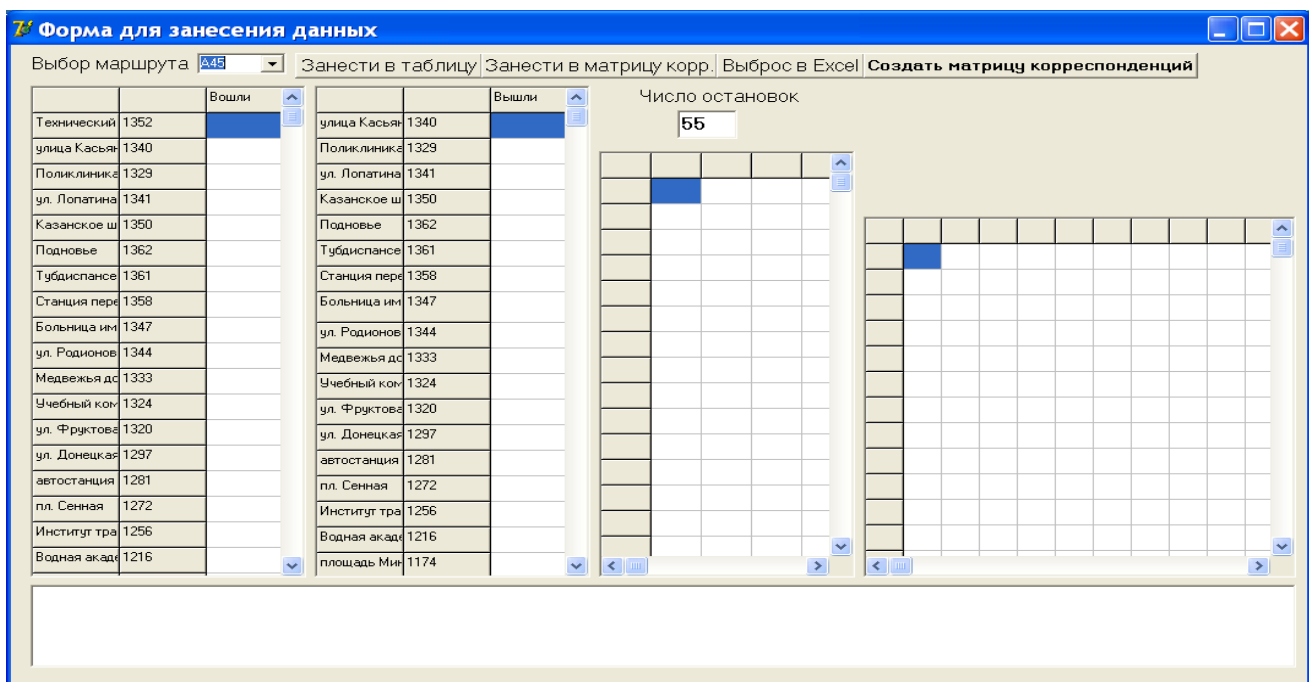 Форма для занесения данных
Выбор маршрута A45 Занести в таблицу Занести в матрицу корр. Выброс в Excel Создать матрицу корреспонденций
Вошли
Технический 1352
улица Касьян 1340
Поликлиника 1329
ул. Лопатина 1341
Казанское ш 1350
Подновье 1362
Тубдиспансе 1361
Станция пере 1358
Больница им 1347
ул. Родионов 1344
Медвежья до 1333
Учебный ком 1324
ул. Фруктова 1320
ул. Донецкая 1297
автостанция 1281
пл. Сенная 1272
Институт тра 1256
Водная акаде 1216
Вышли
улица Касьян 1340
Поликлиника 1329
ул. Лопатина 1341
Казанское ш 1350
Подновье 1362
Тубдиспансе 1361
Станция пере 1358
Больница им 1347
ул. Родионов 1344
Медвежья до 1333
Учебный ком 1324
ул. Фруктова 1320
ул. Донецкая 1297
автостанция 1281
пл. Сенная 1272
Институт тра 1256
Водная акаде 1216
площадь Мин 1174
Число остановок
55